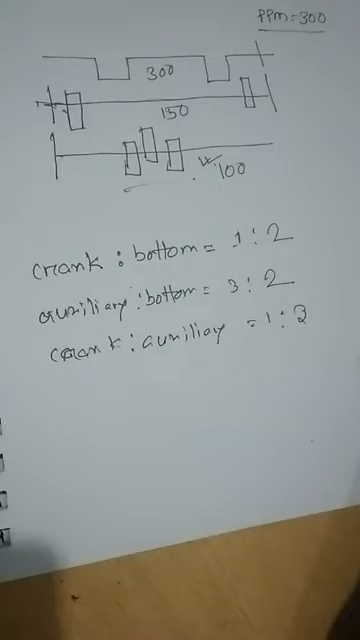 PPM = 300
300
150
100
crank : bottom = 1 : 2
auxiliary : bottom = 3 : 2
crank : auxiliary = 1 : 3